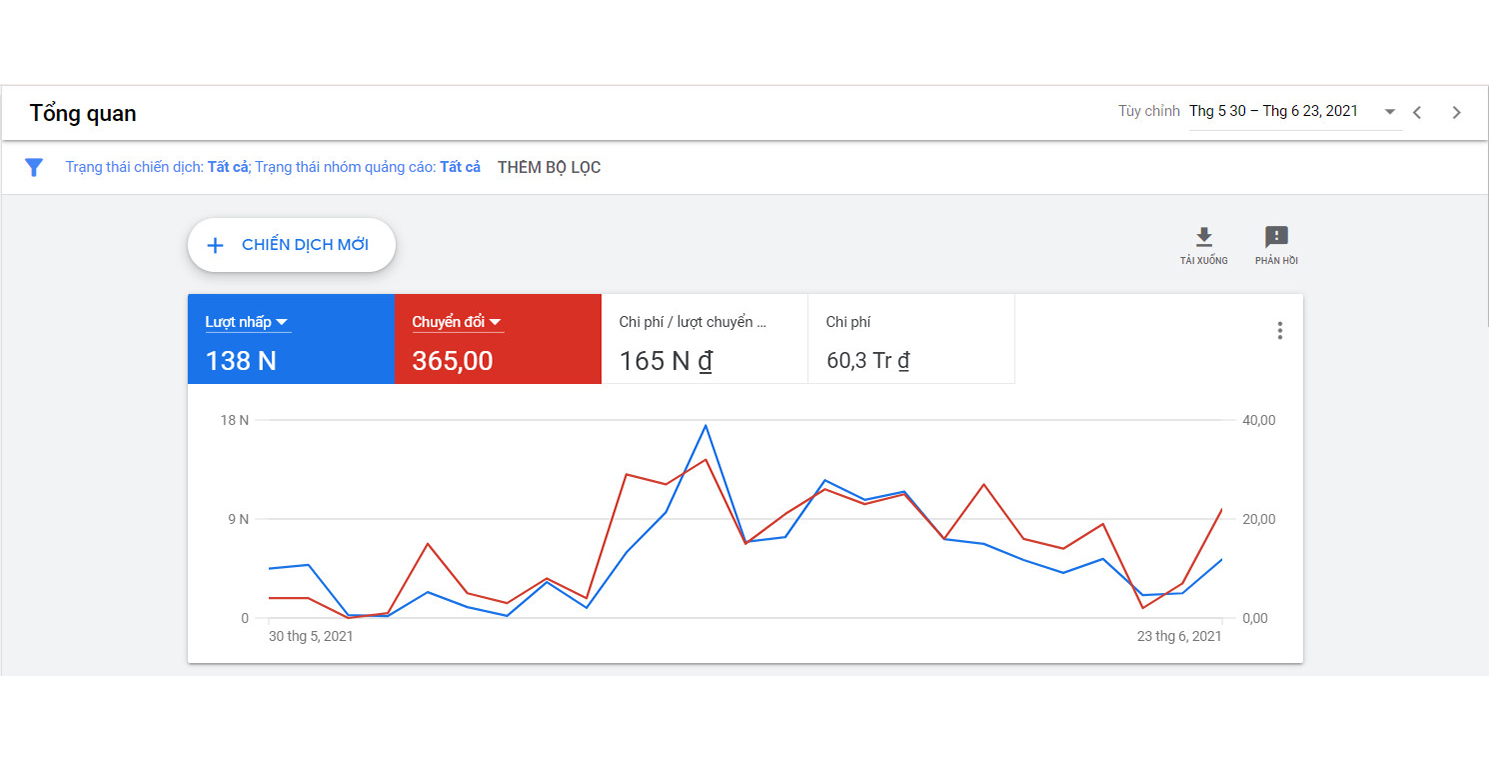 Tổng quan
Tùy chỉnh Thg 5 30 – Thg 6 23, 2021
Trạng thái chiến dịch: Tất cả; Trạng thái nhóm quảng cáo: Tất cả THÊM BỘ LỌC
CHIẾN DỊCH MỚI
TẢI XUỐNG PHẢN HỒI
Lượt nhấp Chuyển đổi Chi phí / lượt chuyển ... Chi phí
138 N 365,00 165 N ₫ 60,3 Tr ₫
18 N 40,00
9 N 20,00
0 0,00
30 thg 5, 2021 23 thg 6, 2021